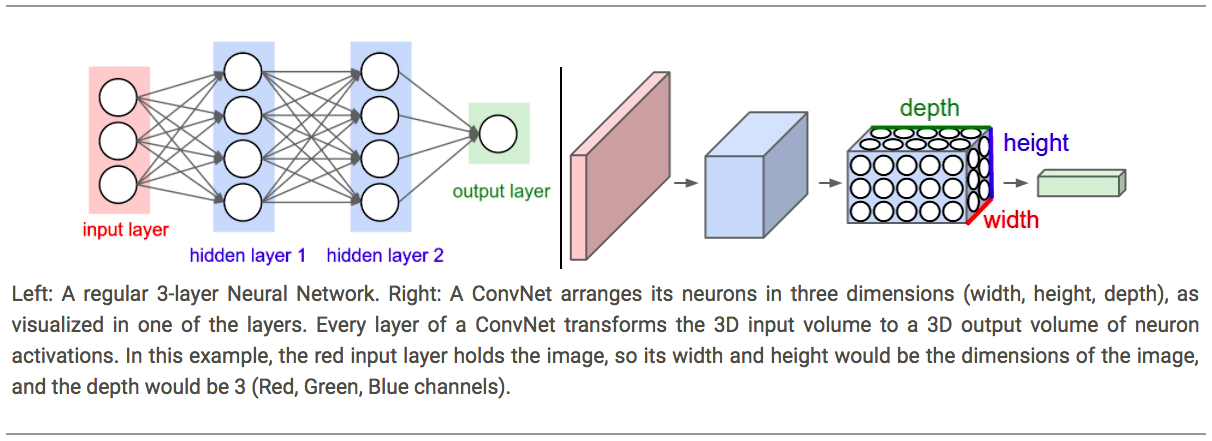 input layer
hidden layer 1
hidden layer 2
output layer
depth
height
width
Left: A regular 3-layer Neural Network. Right: A ConvNet arranges its neurons in three dimensions (width, height, depth), as
visualized in one of the layers. Every layer of a ConvNet transforms the 3D input volume to a 3D output volume of neuron
activations. In this example, the red input layer holds the image, so its width and height would be the dimensions of the image,
and the depth would be 3 (Red, Green, Blue channels).